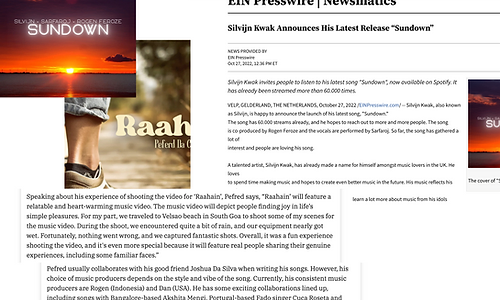 SILVIJN • SARFAROJ • ROGEN FEROZE
SUNDOWN
EIN Presswire | Newsmatics
Silvijn Kwak Announces His Latest Release “Sundown”
NEWS PROVIDED BY
EIN Presswire
Oct 27, 2022, 12:36 PM ET
Silvijn Kwak invites people to listen to his latest song "Sundown", now available on Spotify. It
has already been streamed more than 60.000 times.
VELP, GELDERLAND, THE NETHERLANDS, October 27, 2022 /EINPresswire.com/ -- Silvijn Kwak, also known
as Silvijn, is happy to announce the launch of his latest song, "Sundown."
The song has 60.000 streams already, and he hopes to reach out to more and more people. The song
is co produced by Rogen Feroze and the vocals are performed by Sarfaroj. So far, the song has gathered a
lot of
interest and people are loving his song.
A talented artist, Silvijn Kwak, has already made a name for himself amongst music lovers in the UK. He
loves
to spend time making music and hopes to create even better music in the future. His music reflects his
learn a lot more about music from his idols
The cover of "S
Raah
Peferd Da C
Speaking about his experience of shooting the video for 'Raahin', Pefred says, "Raahin" will feature a
relatable and heart-warming music video. The music video will depict people finding joy in life's
simple pleasures. For my part, we traveled to Velsao beach in South Goa to shoot some of my scenes for
the music video. During the shoot, we encountered quite a bit of rain, and our equipment nearly got
wet. Fortunately, nothing went wrong, and we captured fantastic shots. Overall, it was a fun experience
shooting the video, and it's even more special because it will feature real people sharing their genuine
experiences, including some familiar faces."
Pefred usually collaborates with his good friend Joshua Da Silva when writing his songs. However, his
choice of music producers depends on the style and vibe of the song. Currently, his consistent music
producers are Rogen (Indonesia) and Dan (USA). He has some exciting collaborations lined up,
including songs with Bangalore-based Akshita Mengi, Portugal-based Fado singer Cuca Roseta and